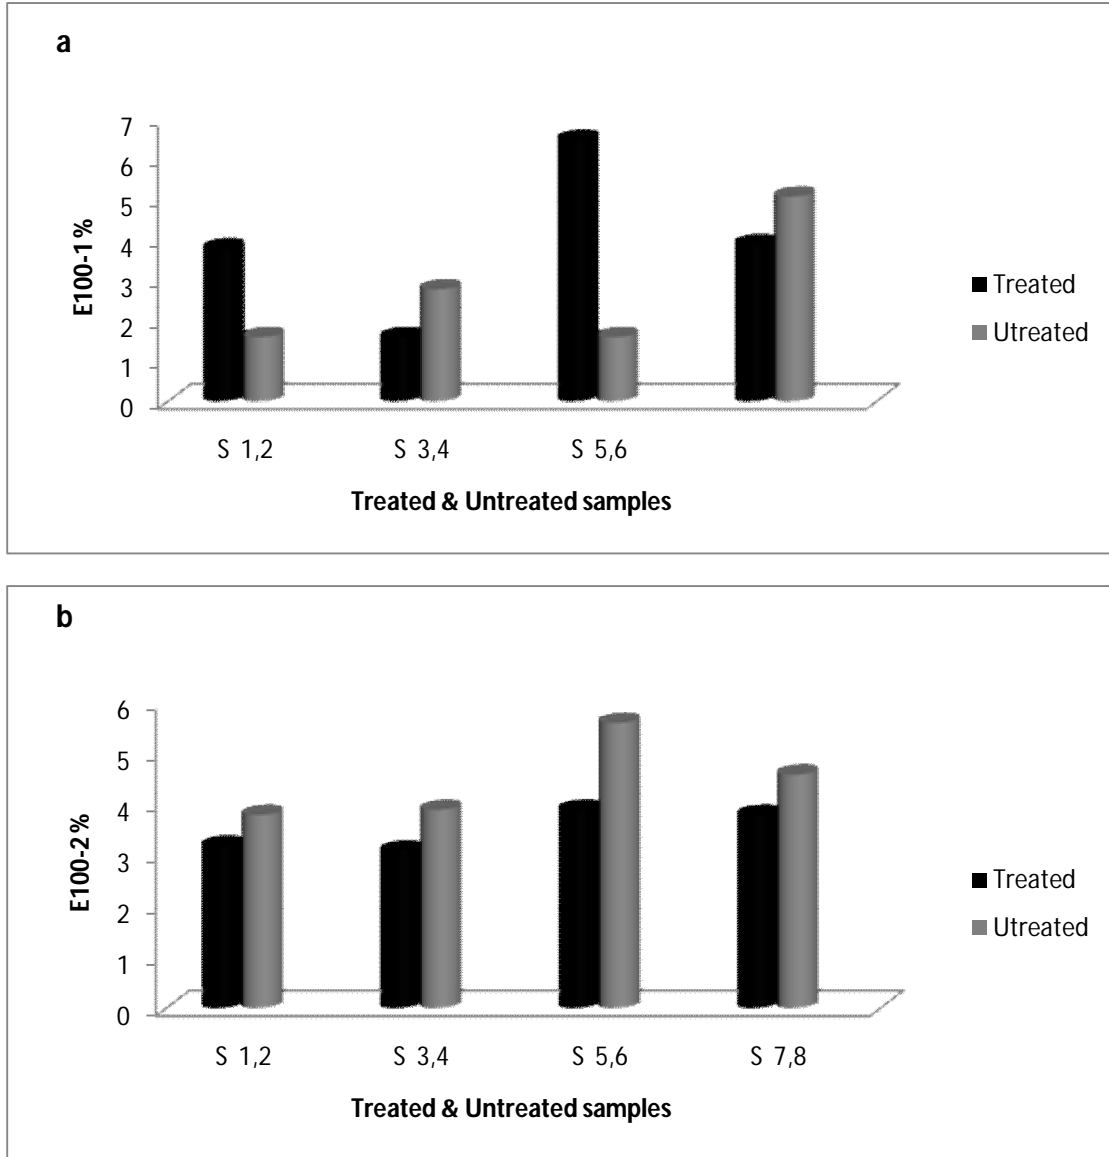 a
7
6
5
4
3
2
1
0
E100-1%
S 1,2
S 3,4
S 5,6
Treated & Untreated samples
Treated
Utreated
b
6
5
4
3
2
1
0
E100-2%
S 1,2
S 3,4
S 5,6
S 7,8
Treated & Untreated samples
Treated
Utreated